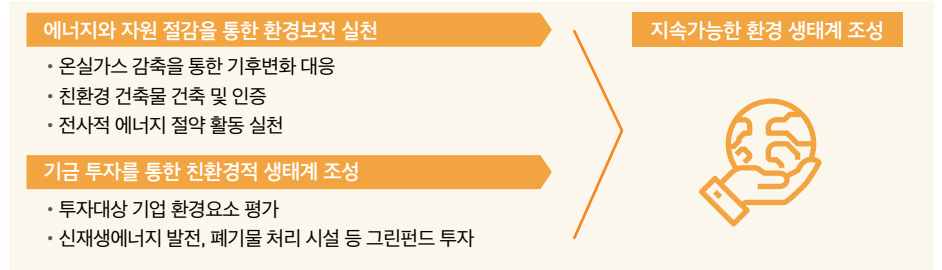 에너지와 자원 절감을 통한 환경보전 실천
• 온실가스 감축을 통한 기후변화 대응
• 친환경 건축물 건축 및 인증
• 전사적 에너지 절약 활동 실천
기금 투자를 통한 친환경적 생태계 조성
• 투자대상 기업 환경요소 평가
• 신재생에너지 발전, 폐기물 처리 시설 등 그린펀드 투자
지속가능한 환경 생태계 조성